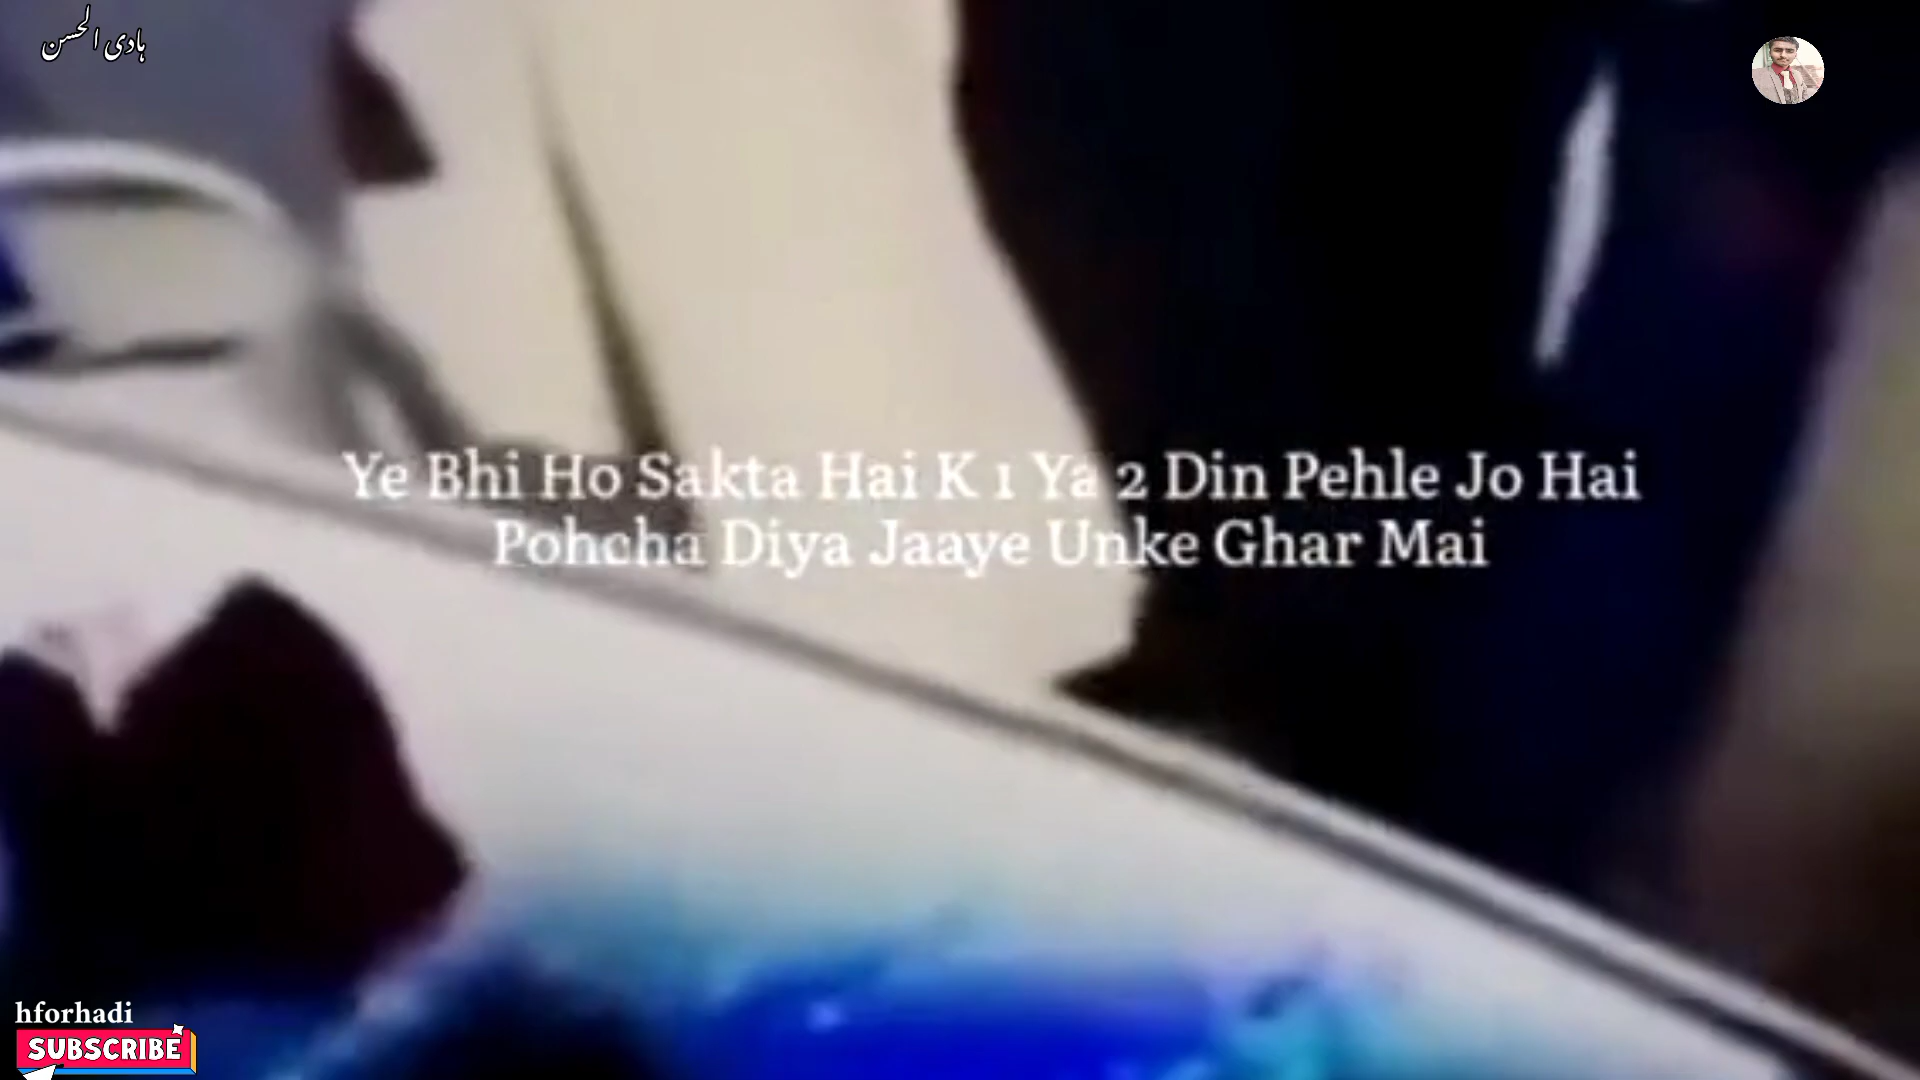 ہادی الحسن
Ye Bhi Ho Sakta Hai K 1 Ya 2 Din Pehle Jo Hai
Pohcha Diya Jaaye Unke Ghar Mai
hforhadi
SUBSCRIBE